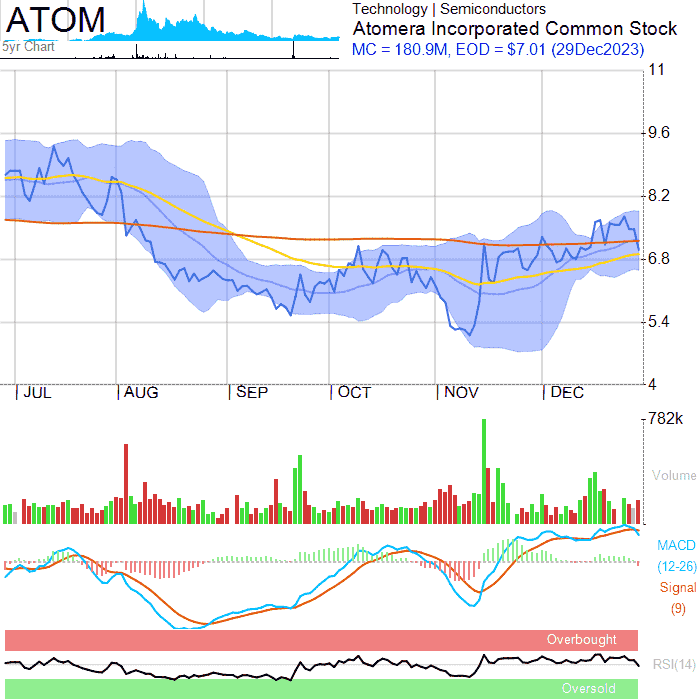 ATOM
5yr Chart
Technology | Semiconductors
Atomera Incorporated Common Stock
MC = 180.9M, EOD = $7.01 (29Dec2023)
11
9.6
8.2
6.8
5.4
4
JUL AUG SEP OCT NOV DEC
782k
Volume
MACD
(12-26)
Signal
(9)
Overbought
RSI(14)
Oversold